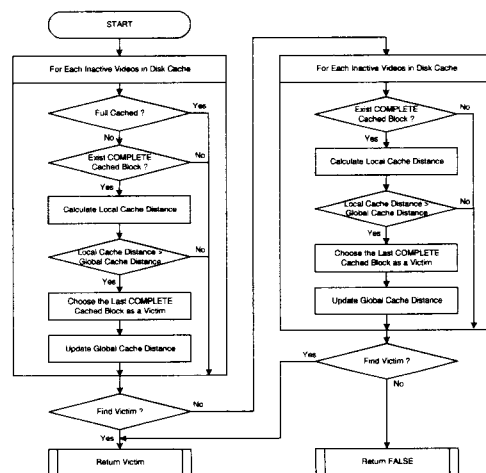 START
For Each Inactive Videos in Disk Cache
Full Cached ?
Yes
No
Exist COMPLETE
Cached Block ?
No
Yes
Calculate Local Cache Distance
Local Cache Distance >
Global Cache Distance
No
Yes
Choose the Last COMPLETE
Cached Block as a Victim
Update Global Cache Distance
Find Victim ?
No
Yes
Return Victim
For Each Inactive Videos in Disk Cache
Exist COMPLETE
Cached Block ?
No
Yes
Calculate Local Cache Distance
Local Cache Distance >
Global Cache Distance
No
Yes
Choose the Last COMPLETE
Cached Block as a Victim
Update Global Cache Distance
Yes
Find Victim ?
No
Return FALSE